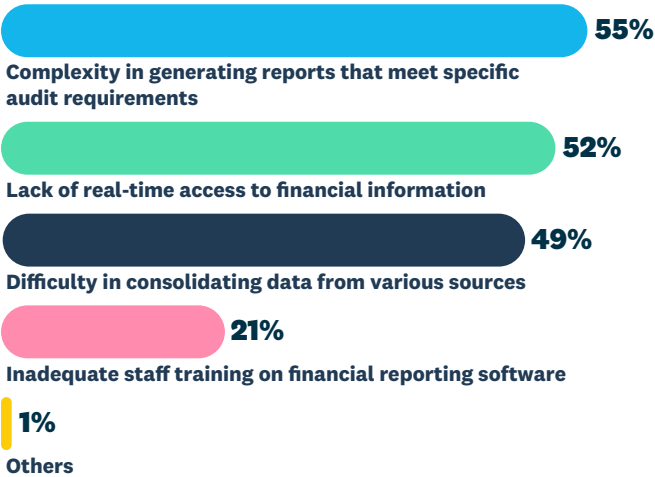 55%
Complexity in generating reports that meet specific
audit requirements
52%
Lack of real-time access to financial information
49%
Difficulty in consolidating data from various sources
21%
Inadequate staff training on financial reporting software
1%
Others